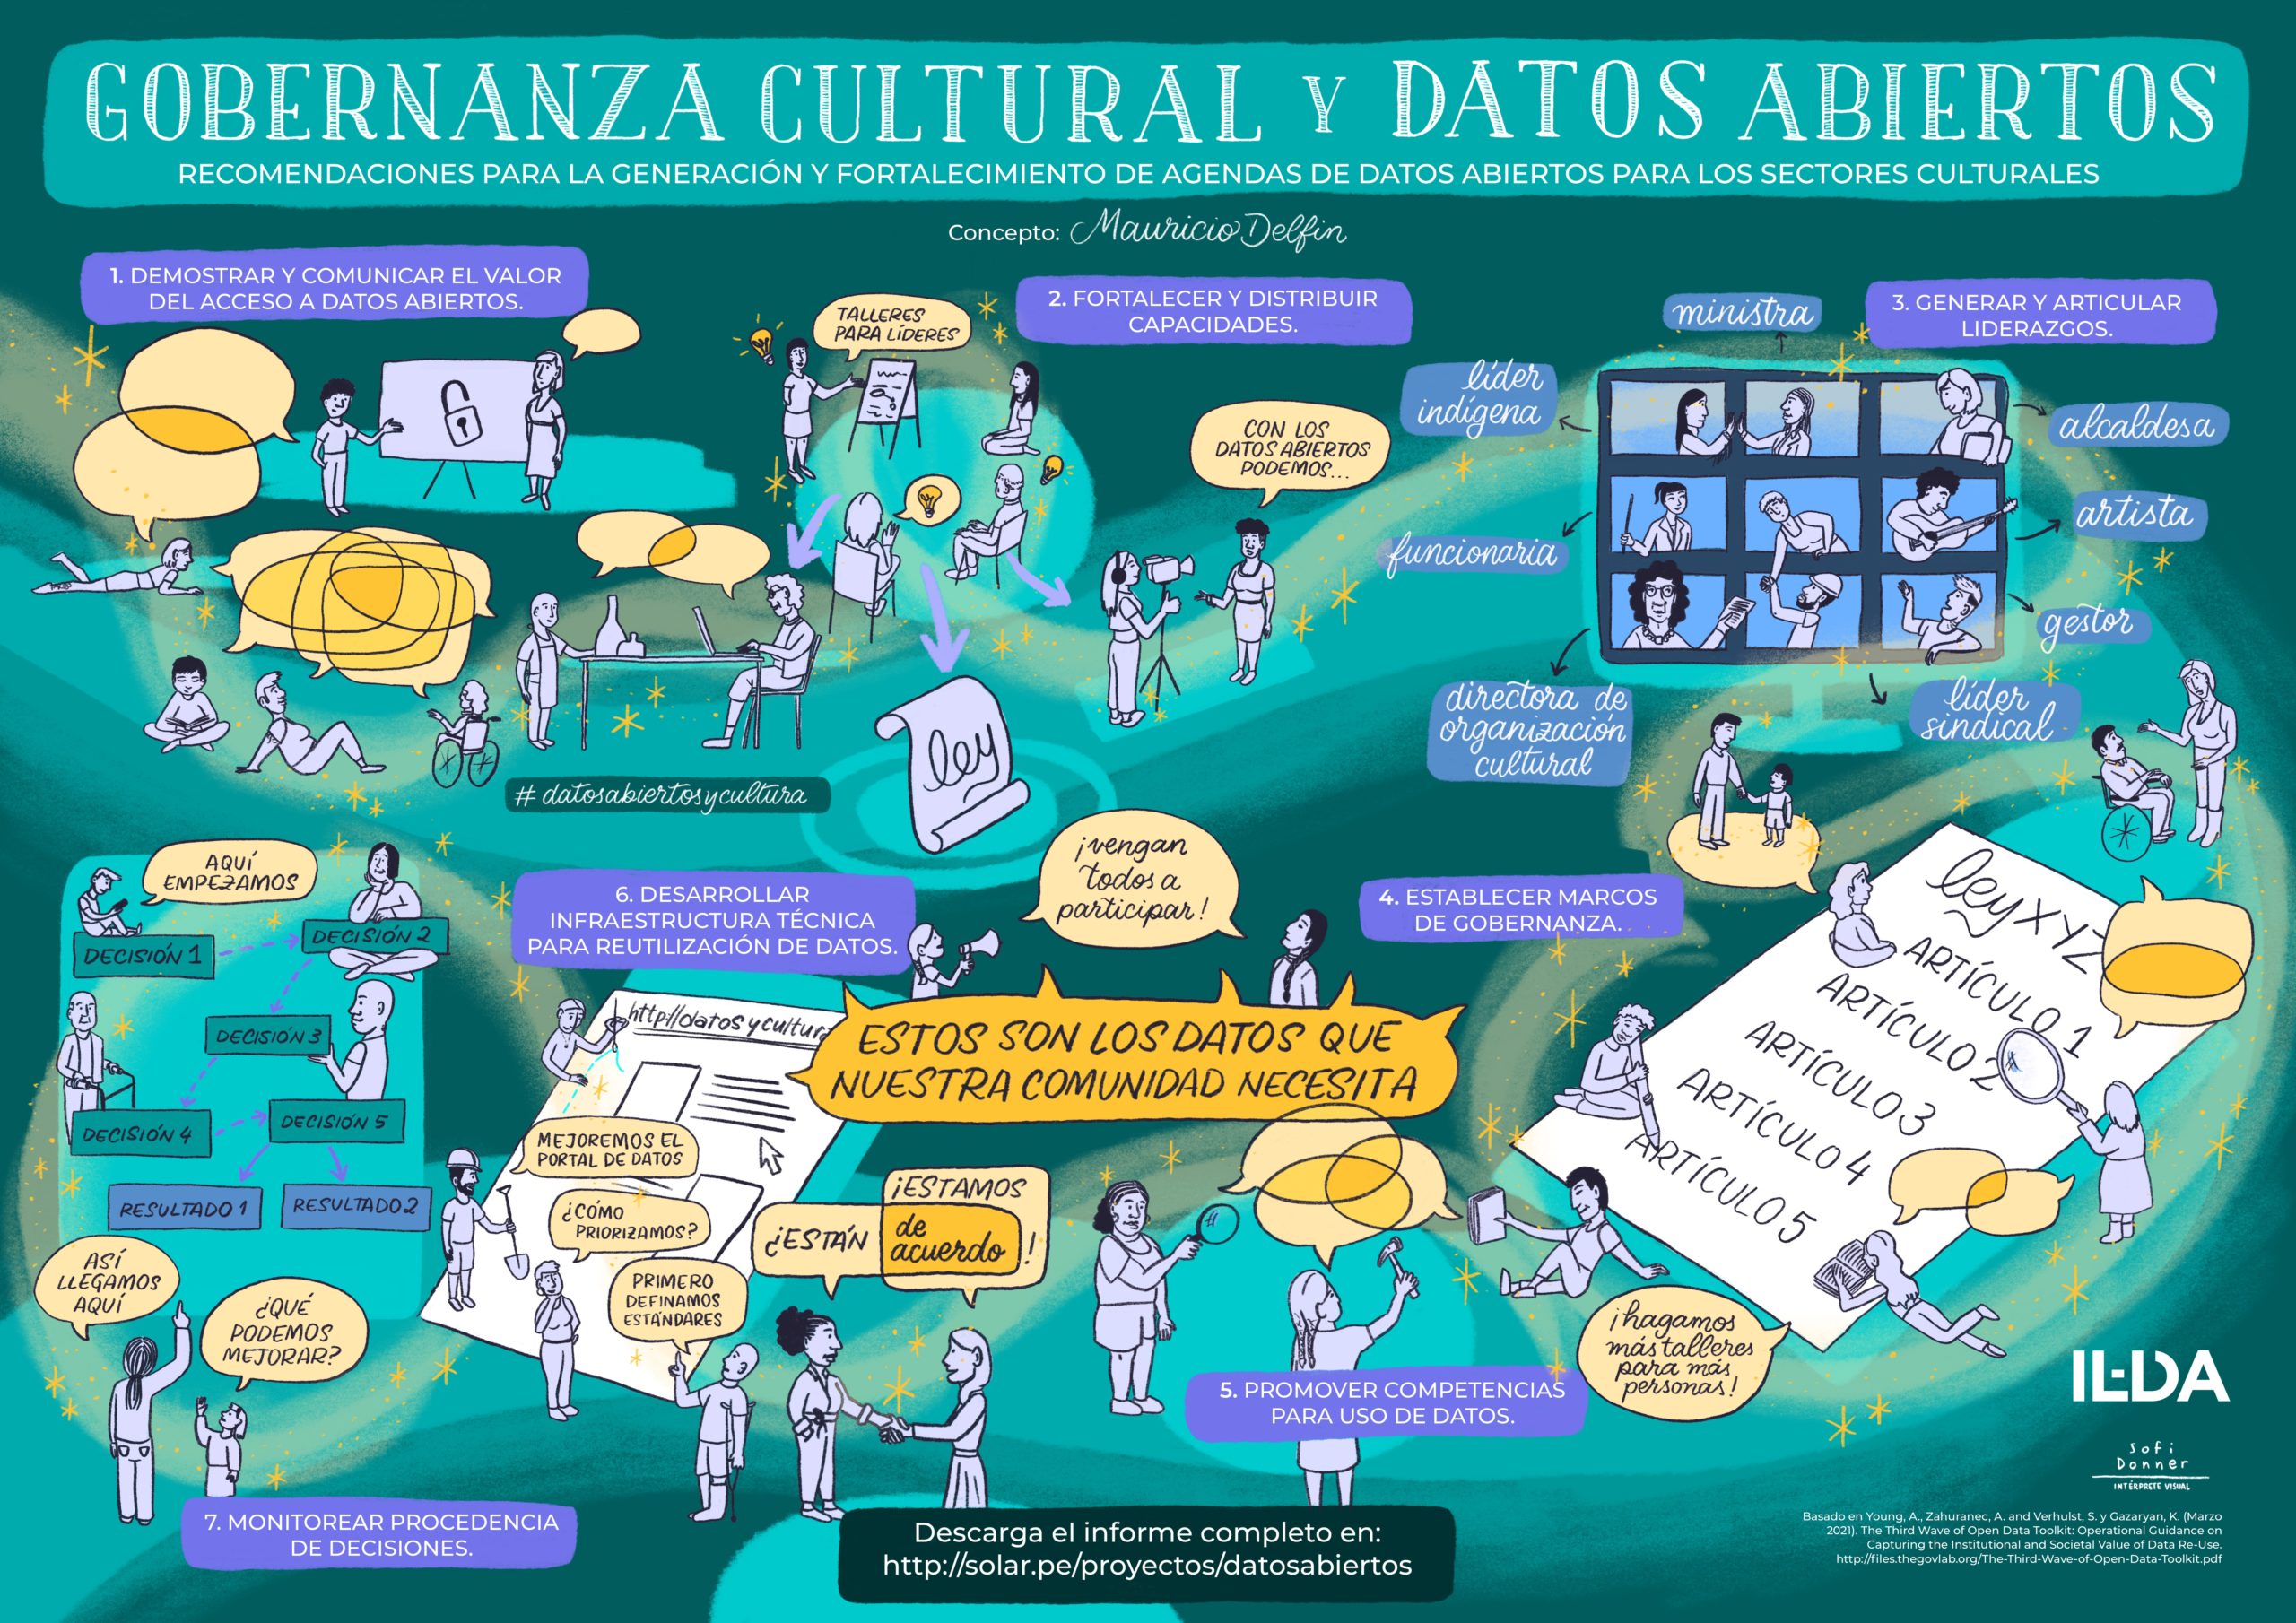 GOBERNANZA CULTURAL Y DATOS ABIERTOS
RECOMENDACIONES PARA LA GENERACIÓN Y FORTALECIMIENTO DE AGENDAS DE DATOS ABIERTOS PARA LOS SECTORES CULTURALES
Concepto: Mauricio Delfin
1. DEMOSTRAR Y COMUNICAR EL VALOR
DEL ACCESO A DATOS ABIERTOS.
#datosabiertosycultura
2. FORTALECER Y DISTRIBUIR
CAPACIDADES.
TALLERES
PARA LÍDERES
CON LOS
DATOS ABIERTOS
PODEMOS...
ley
3. GENERAR Y ARTICULAR
LIDERAZGOS.
ministra
líder
indígena
alcaldesa
artista
funcionaria
gestor
directora de
organización
cultural
líder
sindical
4. ESTABLECER MARCOS
DE GOBERNANZA.
ley XYZ
ARTÍCULO 1
ARTÍCULO 2
ARTÍCULO 3
ARTÍCULO 4
ARTÍCULO 5
¡vengan
todos a
participar!
ESTOS SON LOS DATOS QUE
NUESTRA COMUNIDAD NECESITA
#
#
5. PROMOVER COMPETENCIAS
PARA USO DE DATOS.
¡hagamos
más talleres
para más
personas!
6. DESARROLLAR
INFRAESTRUCTURA TÉCNICA
PARA REUTILIZACIÓN DE DATOS.
http://datosycultur
MEJOREMOS EL
PORTAL DE DATOS
¿CÓMO
PRIORIZAMOS?
PRIMERO
DEFINAMOS
ESTÁNDARES
¿ESTÁN
¡ESTAMOS
de
acuerdo!
AQUÍ
EMPEZAMOS
DECISIÓN 1
DECISIÓN 2
DECISIÓN 3
DECISIÓN 4
DECISIÓN 5
RESULTADO 1
RESULTADO 2
ASÍ
LLEGAMOS
AQUÍ
¿QUÉ
PODEMOS
MEJORAR?
7. MONITOREAR PROCEDENCIA
DE DECISIONES.
Descarga el informe completo en:
http://solar.pe/proyectos/datosabiertos
ILDA
Sofi
Donner
INTÉRPRETE VISUAL
Basado en Young, A., Zahuranec, A. and Verhulst, S. y Gazaryan, K. (Marzo
2021). The Third Wave of Open Data Toolkit: Operational Guidance on
Capturing the Institutional and Societal Value of Data Re-Use.
http://files.thegovlab.org/The-Third-Wave-of-Open-Data-Toolkit.pdf